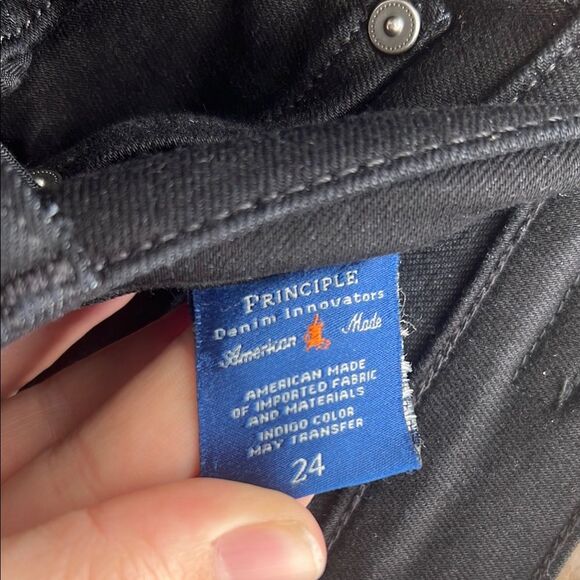 PRINCIPLE
Denim Innovators
American Made
AMERICAN MADE
OF IMPORTED FABRIC
AND MATERIALS
INDIGO COLOR
MAY TRANSFER
24